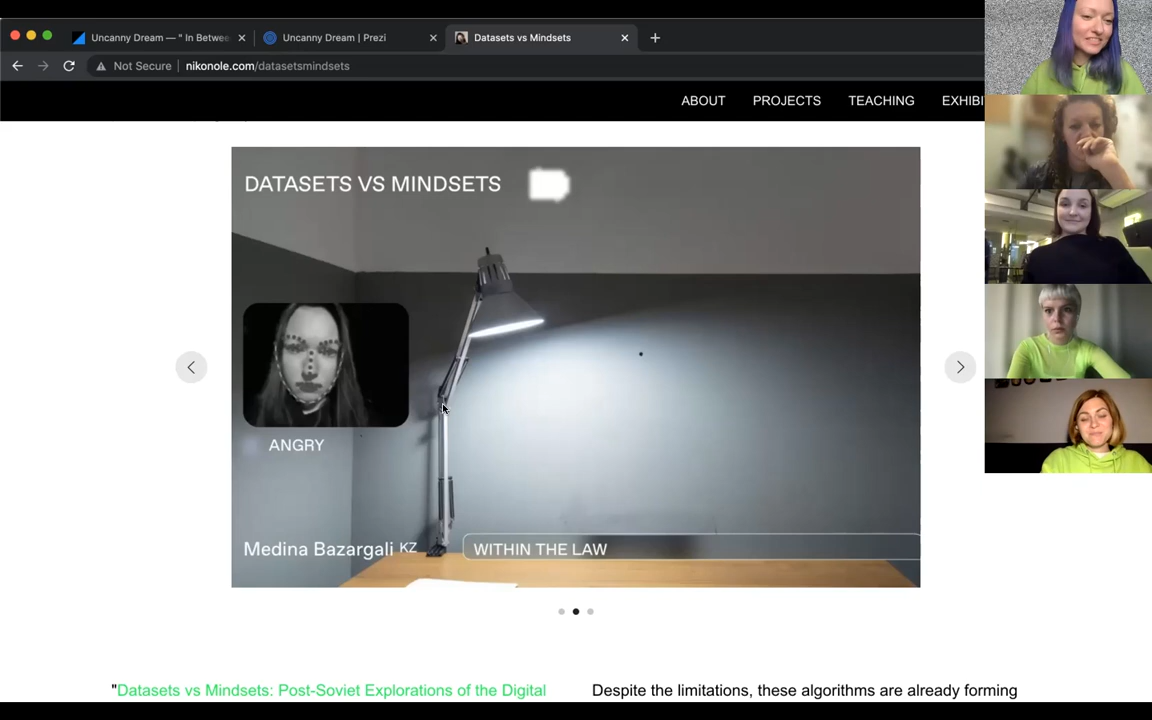 Uncanny Dream — " In Betwee
Uncanny Dream | Prezi
Datasets vs Mindsets
Not Secure
nikonole.com/datasetsmindsets
ABOUT
PROJECTS
TEACHING
EXHIBI
DATASETS VS MINDSETS
ANGRY
Medina Bazargali KZ
WITHIN THE LAW
"Datasets vs Mindsets: Post-Soviet Explorations of the Digital
Despite the limitations, these algorithms are already forming